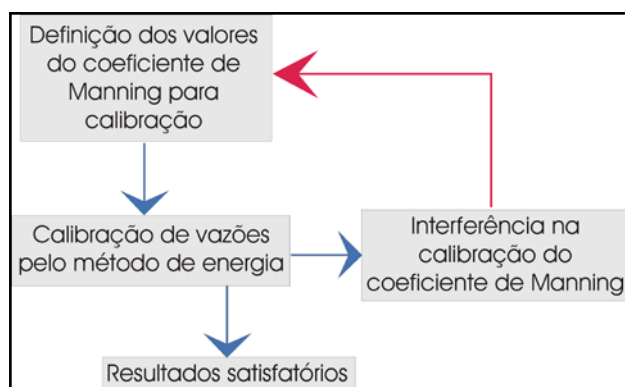 Definição dos valores
do coeficiente de
Manning para
calibração
Calibração de vazões
pelo método de energia
Interferência na
calibração do
coeficiente de Manning
Resultados satisfatórios